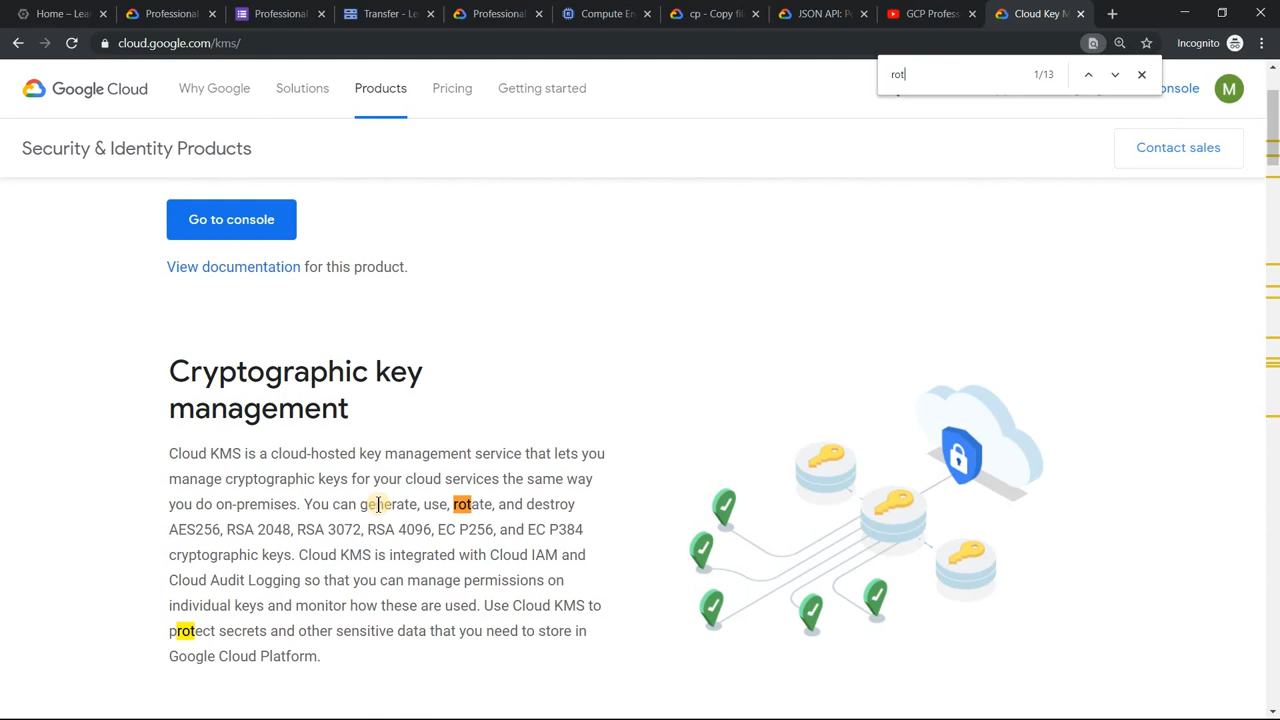 Home – Lea
Professional
Professional
Transfer - Le
Professional
Compute En
cp - Copy fil
JSON API: Pe
GCP Profess
Cloud Key M
cloud.google.com/kms/
Incognito
rot
1/13
Google Cloud
Why Google
Solutions
Products
Pricing
Getting started
onsole
M
Security & Identity Products
Contact sales
Go to console
View documentation for this product.
Cryptographic key
management
Cloud KMS is a cloud-hosted key management service that lets you
manage cryptographic keys for your cloud services the same way
you do on-premises. You can generate, use, rotate, and destroy
AES256, RSA 2048, RSA 3072, RSA 4096, EC P256, and EC P384
cryptographic keys. Cloud KMS is integrated with Cloud IAM and
Cloud Audit Logging so that you can manage permissions on
individual keys and monitor how these are used. Use Cloud KMS to
protect secrets and other sensitive data that you need to store in
Google Cloud Platform.